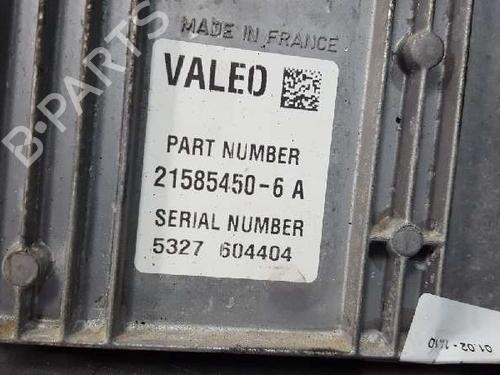 MADE IN FRANCE
VALEO
PART NUMBER
21585450-6 A
SERIAL NUMBER
5327 604404
B-PARTS